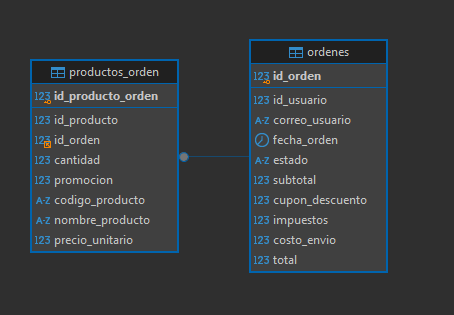 productos_orden
123 id_producto_orden
123 id_producto
123 id_orden
123 cantidad
123 promocion
A-Z codigo_producto
A-Z nombre_producto
123 precio_unitario
ordenes
123 id_orden
123 id_usuario
A-Z correo_usuario
fecha_orden
A-Z estado
123 subtotal
123 cupon_descuento
123 impuestos
123 costo_envio
123 total